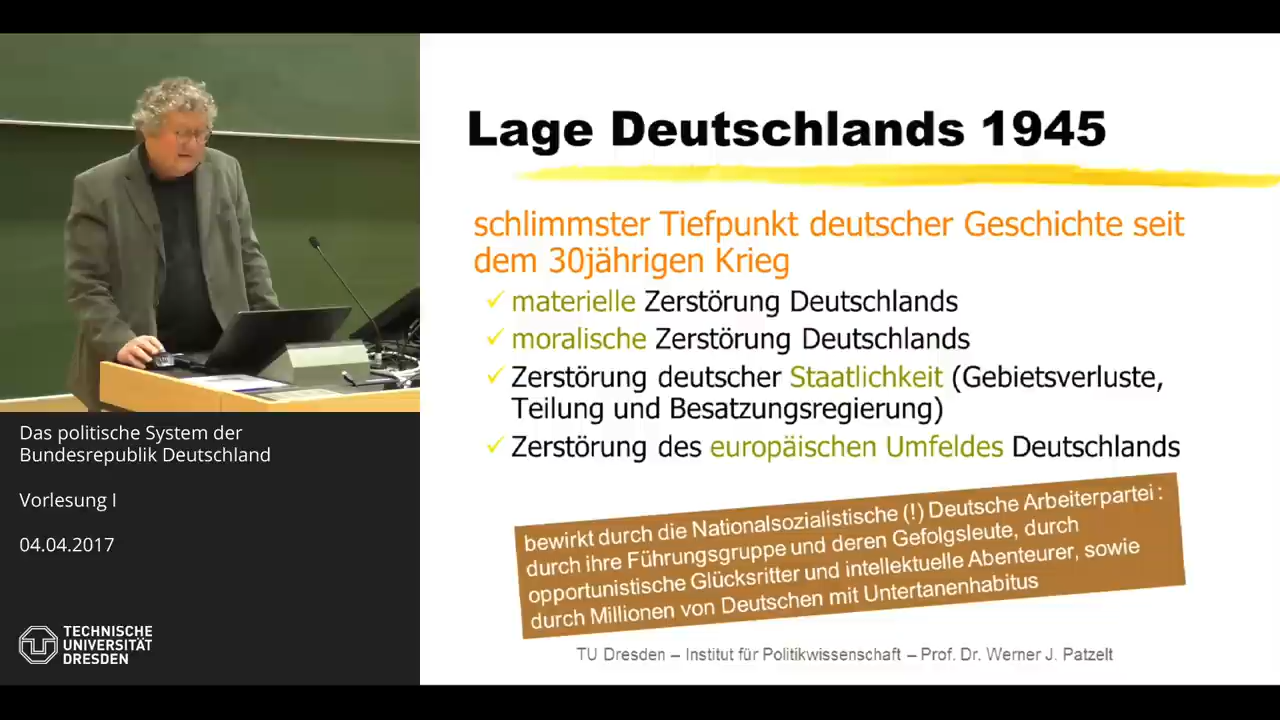 Lage Deutschlands 1945
schlimmster Tiefpunkt deutscher Geschichte seit
dem 30jährigen Krieg
materielle Zerstörung Deutschlands
moralische Zerstörung Deutschlands
Zerstörung deutscher Staatlichkeit (Gebietsverluste,
Teilung und Besatzungsregierung)
Zerstörung des europäischen Umfeldes Deutschlands
bewirkt durch die Nationalsozialistische (!) Deutsche Arbeiterpartei :
durch ihre Führungsgruppe und deren Gefolgsleute, durch
opportunistische Glücksritter und intellektuelle Abenteurer, sowie
durch Millionen von Deutschen mit Untertanenhabitus
TU Dresden – Institut für Politikwissenschaft – Prof. Dr. Werner J. Patzelt
Das politische System der
Bundesrepublik Deutschland
Vorlesung I
04.04.2017
TECHNISCHE
UNIVERSITÄT
DRESDEN